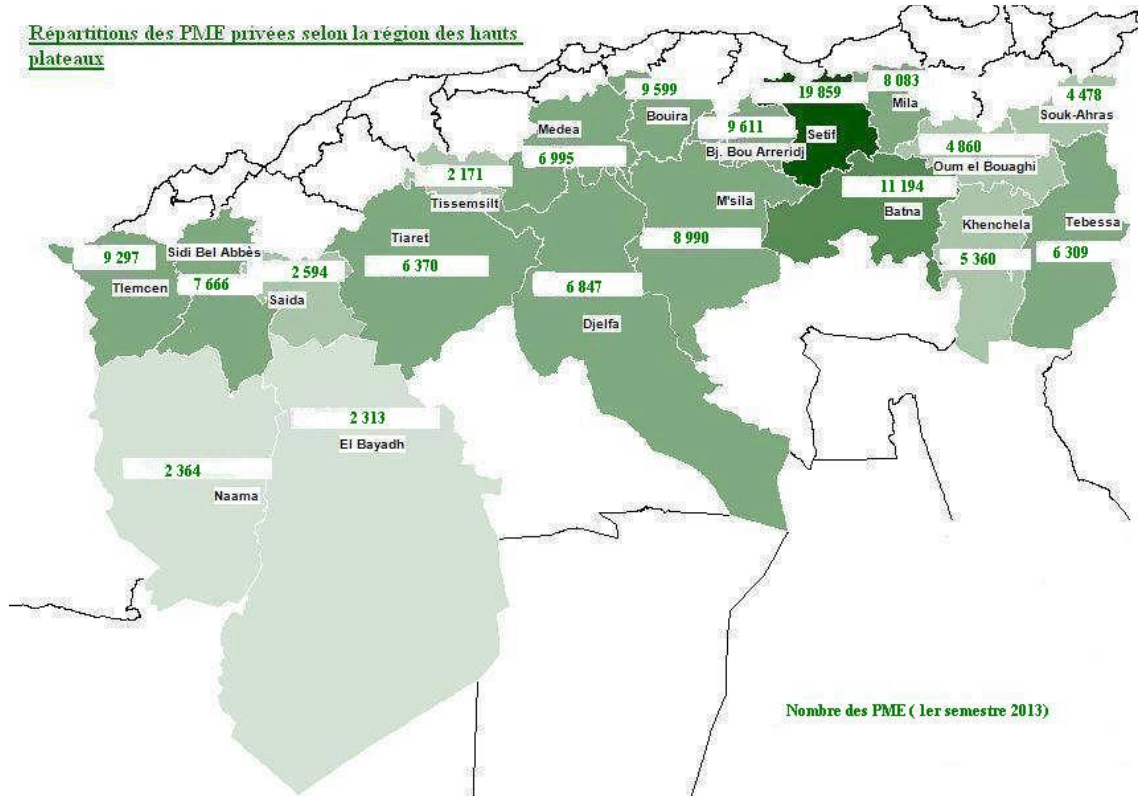 Répartitions des PME privées selon la région des hauts
plateaux
9 599
Bouira
19 859
Setif
8 083
Mila
4 478
Souk-Ahras
Medea
6 995
9 611
Bj. Bou Arreridj
4 860
Oum el Bouaghi
2 171
Tissemsilt
M'sila
8 990
11 194
Batna
Khenchela
5 360
Tebessa
6 309
Tiaret
6 370
Sidi Bel Abbès
7 666
9 297
Tlemcen
2 594
Saida
6 847
Djelfa
2 313
El Bayadh
2 364
Naama
Nombre des PME ( 1er semestre 2013)